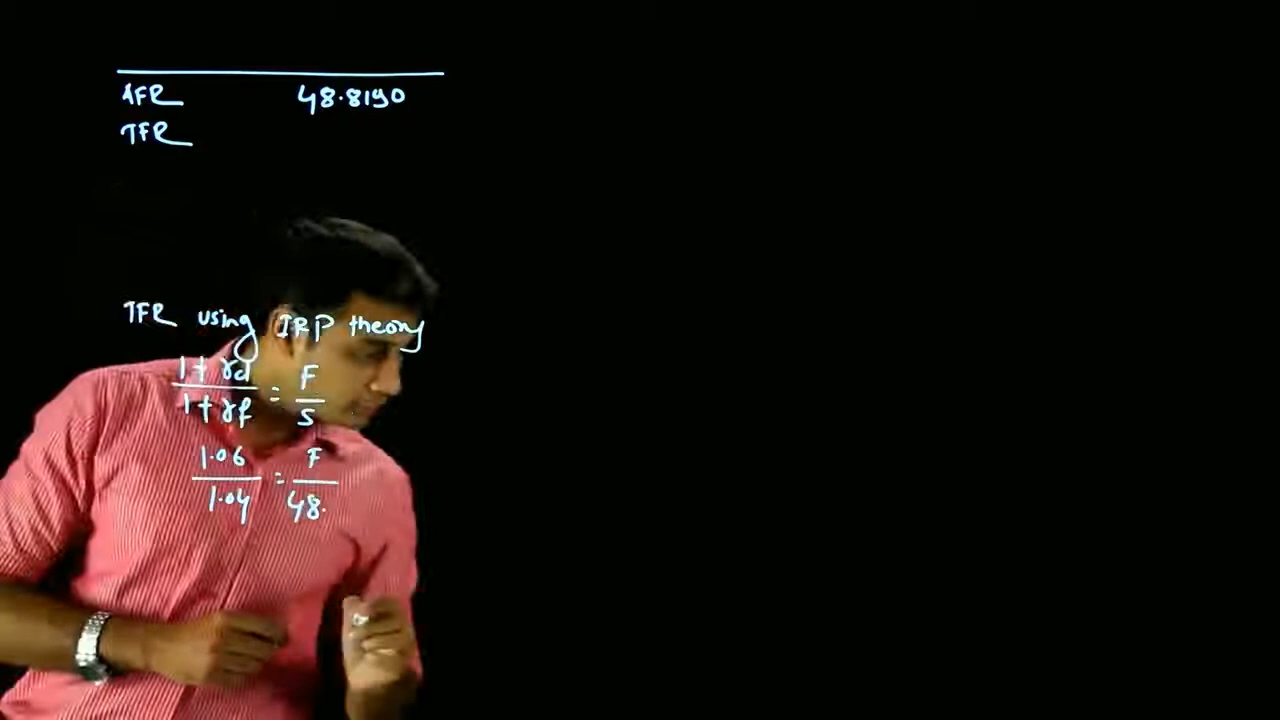 AFR 48.8190
TFR
TFR using IRP theory
1 + rd / 1 + rf = F / S
1.06 / 1.04 = F / 48.